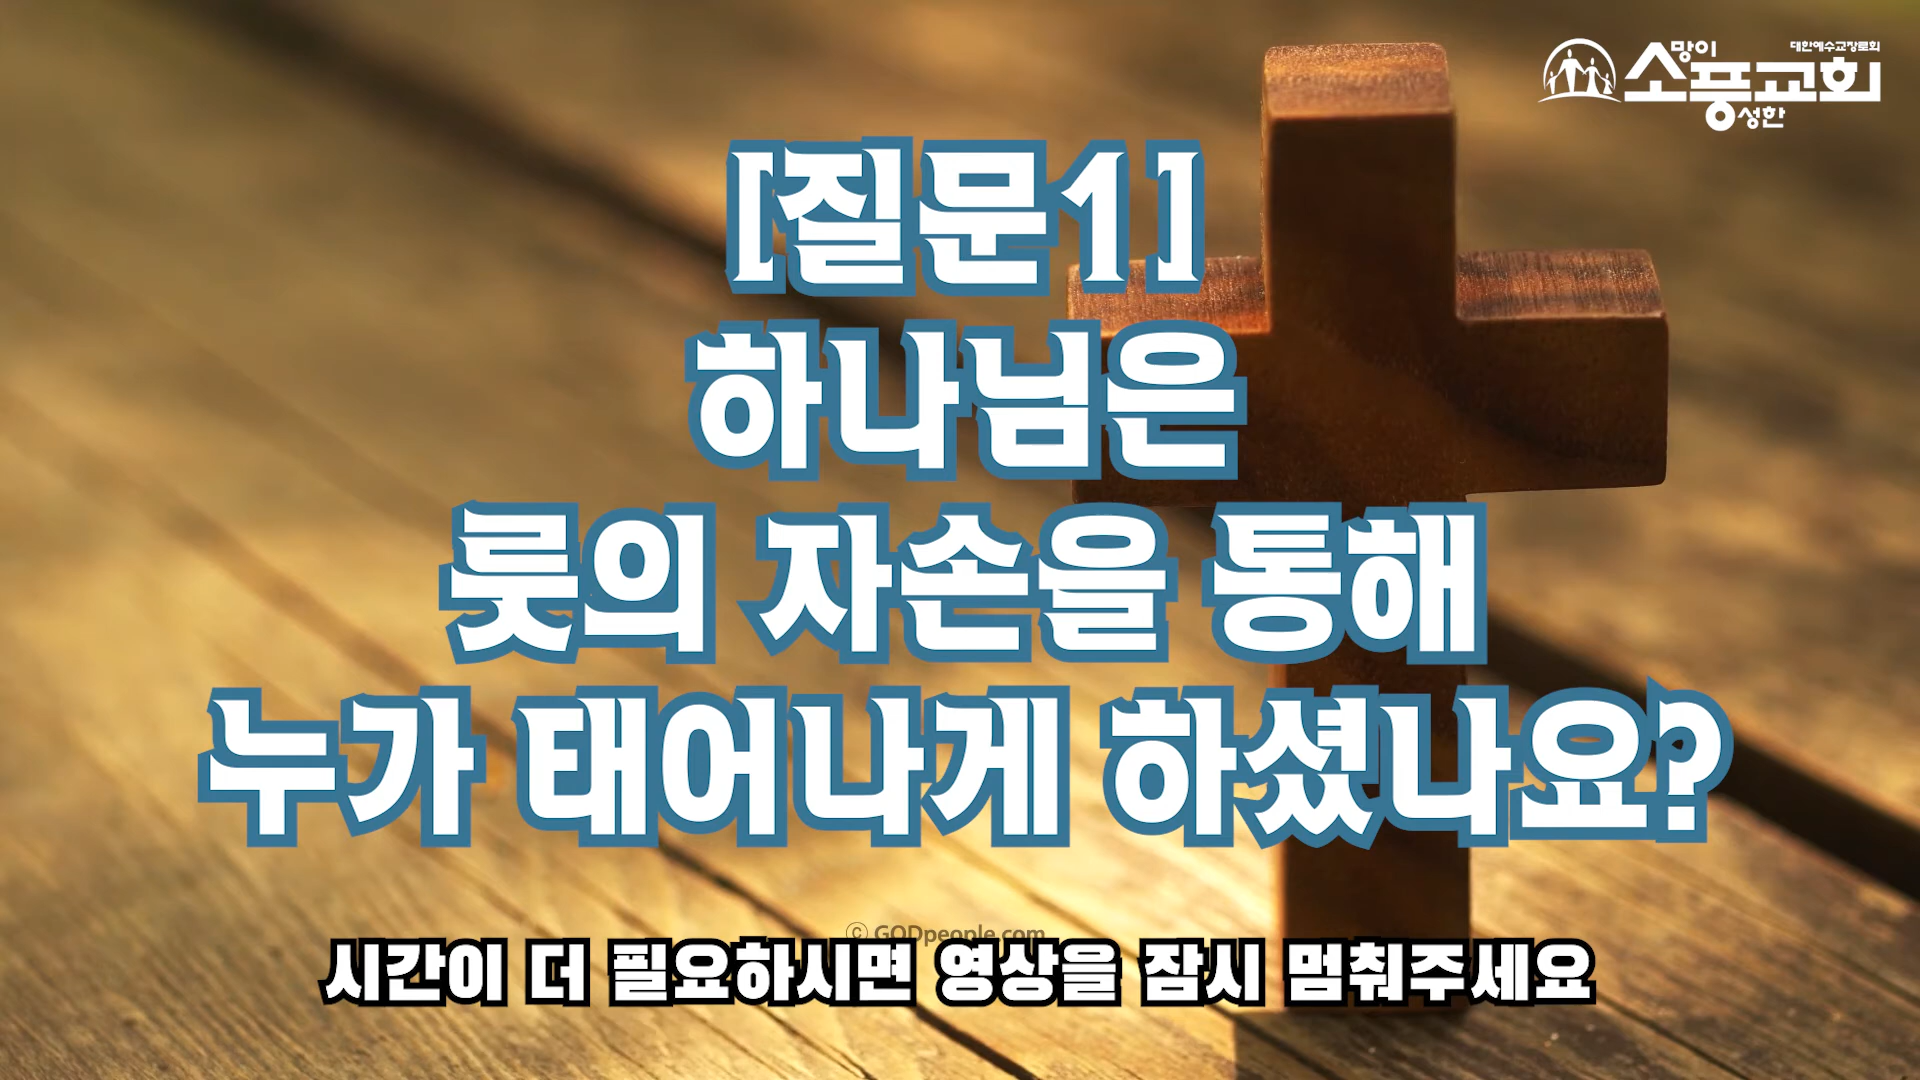 대한예수교장로회
소망이
풍성한
교회
[질문1]
하나님은
룻의 자손을 통해
누가 태어나게 하셨나요?
ⓒ GODpeople.com
시간이 더 필요하시면 영상을 잠시 멈춰주세요